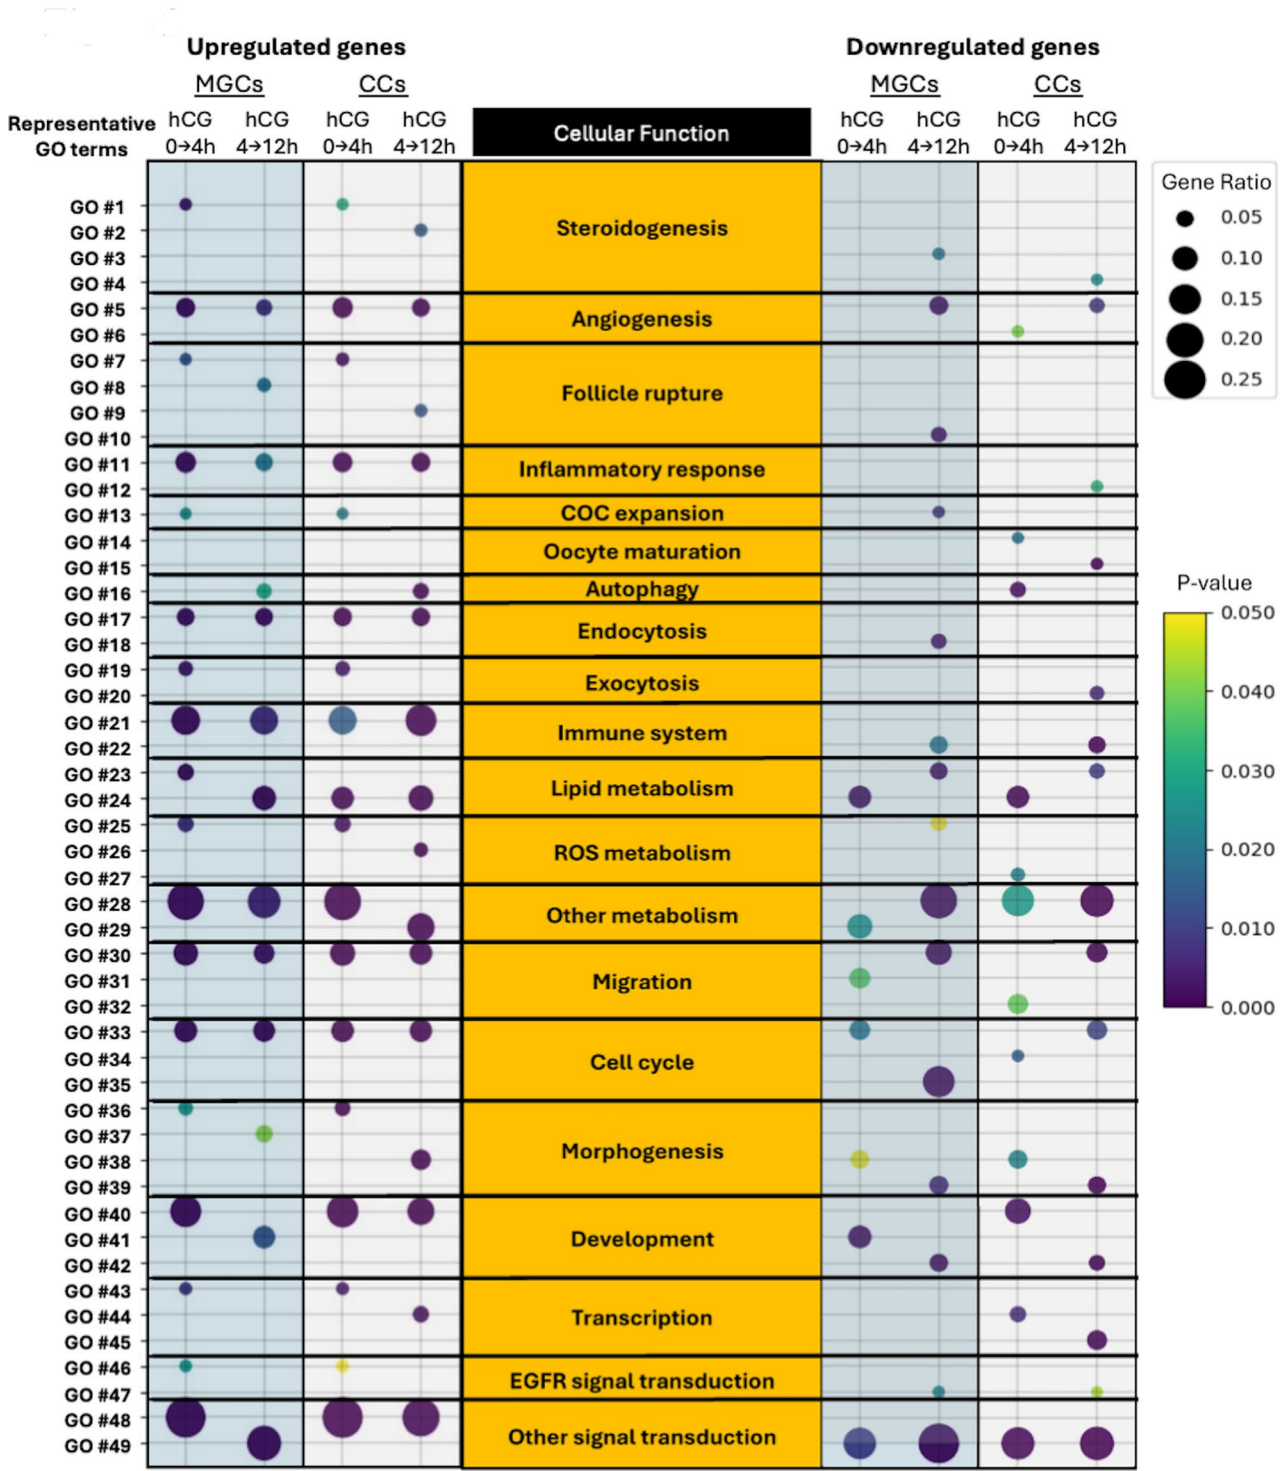 Upregulated genes Downregulated genes
MGCs CCs MGCs CCs
Representative GO terms
hCG 0→4h hCG 4→12h hCG 0→4h hCG 4→12h
Cellular Function
hCG 0→4h hCG 4→12h hCG 0→4h hCG 4→12h
GO #1
GO #2
GO #3
GO #4
Steroidogenesis
GO #5
GO #6
Angiogenesis
GO #7
GO #8
GO #9
GO #10
Follicle rupture
GO #11
GO #12
Inflammatory response
GO #13
COC expansion
GO #14
GO #15
Oocyte maturation
GO #16
Autophagy
GO #17
GO #18
Endocytosis
GO #19
GO #20
Exocytosis
GO #21
GO #22
Immune system
GO #23
GO #24
Lipid metabolism
GO #25
GO #26
GO #27
ROS metabolism
GO #28
GO #29
Other metabolism
GO #30
GO #31
GO #32
Migration
GO #33
GO #34
GO #35
Cell cycle
GO #36
GO #37
GO #38
GO #39
Morphogenesis
GO #40
GO #41
GO #42
Development
GO #43
GO #44
GO #45
Transcription
GO #46
GO #47
EGFR signal transduction
GO #48
GO #49
Other signal transduction
Gene Ratio
0.05
0.10
0.15
0.20
0.25
P-value
0.050
0.040
0.030
0.020
0.010
0.000